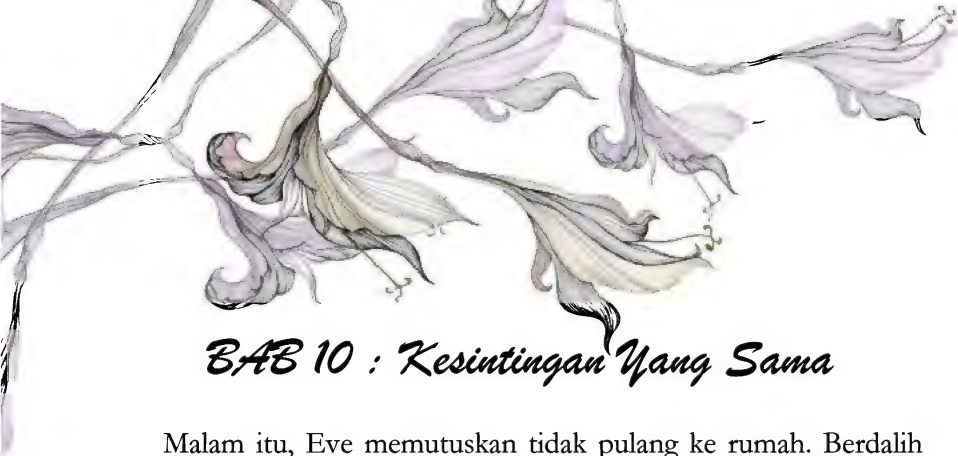 BAB 10 : Kesintingan Yang Sama
Malam itu, Eve memutuskan tidak pulang ke rumah. Berdalih